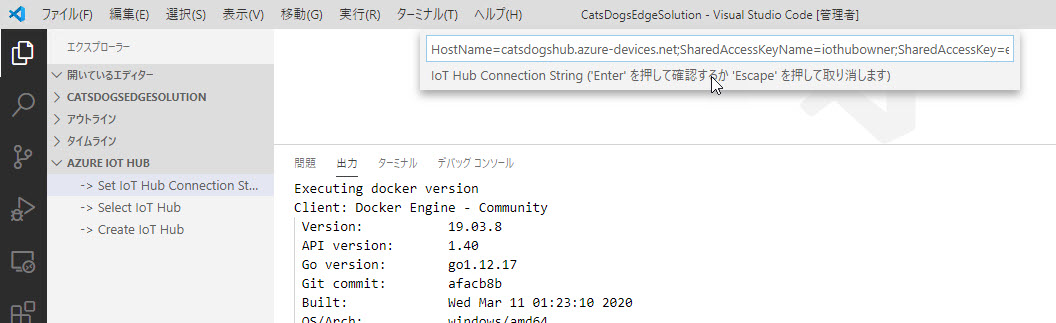 ファイル(F) 編集(E) 選択(S) 表示(V) 移動(G) 実行(R) ターミナル(T) ヘルプ(H) CatsDogsEdgeSolution - Visual Studio Code [管理者]
エクスプローラー
HostName=catsdogshub.azure-devices.net;SharedAccessKeyName=iothubowner;SharedAccessKey=e
IoT Hub Connection String ('Enter' を押して確認するか 'Escape' を押して取り消します)
開いているエディター
CATSDOGSEDGESOLUTION
アウトライン
タイムライン
AZURE IOT HUB
-> Set IoT Hub Connection St...
-> Select IoT Hub
-> Create IoT Hub
問題 出力 ターミナル デバッグ コンソール
Executing docker version
Client: Docker Engine - Community
Version: 19.03.8
API version: 1.40
Go version: go1.12.17
Git commit: afacb8b
Built: Wed Mar 11 01:23:10 2020
OS/Arch: windows/amd64